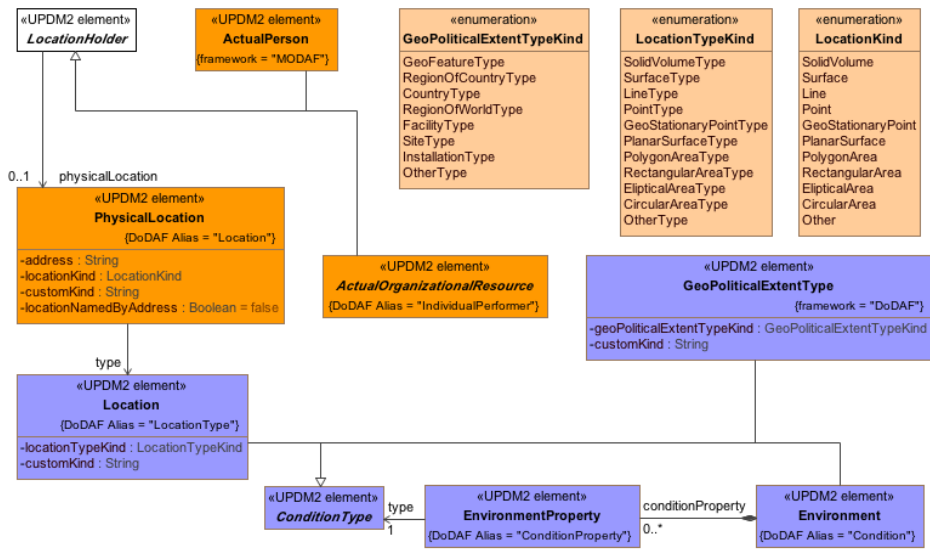 «UPDM2 element»
LocationHolder
«UPDM2 element»
ActualPerson
{framework = "MODAF"}
«enumeration»
GeoPoliticalExtentTypeKind
GeoFeatureType
RegionOfCountryType
CountryType
RegionOfWorldType
FacilityType
SiteType
InstallationType
OtherType
«enumeration»
LocationTypeKind
SolidVolumeType
SurfaceType
LineType
PointType
GeoStationaryPointType
PlanarSurfaceType
PolygonAreaType
RectangularAreaType
ElipticalAreaType
CircularAreaType
OtherType
«enumeration»
LocationKind
SolidVolume
Surface
Line
Point
GeoStationaryPoint
PlanarSurface
PolygonArea
RectangularArea
ElipticalArea
CircularArea
Other
0..1 physicalLocation
«UPDM2 element»
PhysicalLocation
{DoDAF Alias = "Location"}
-address : String
-locationKind : LocationKind
-customKind : String
-locationNamedByAddress : Boolean = false
«UPDM2 element»
ActualOrganizationalResource
{DoDAF Alias = "IndividualPerformer"}
«UPDM2 element»
GeoPoliticalExtentType
{framework = "DoDAF"}
-geoPoliticalExtentTypeKind : GeoPoliticalExtentTypeKind
-customKind : String
type
«UPDM2 element»
Location
{DoDAF Alias = "LocationType"}
-locationTypeKind : LocationTypeKind
-customKind : String
«UPDM2 element»
ConditionType
type
1
«UPDM2 element»
EnvironmentProperty
{DoDAF Alias = "ConditionProperty"}
conditionProperty
0..*
«UPDM2 element»
Environment
{DoDAF Alias = "Condition"}